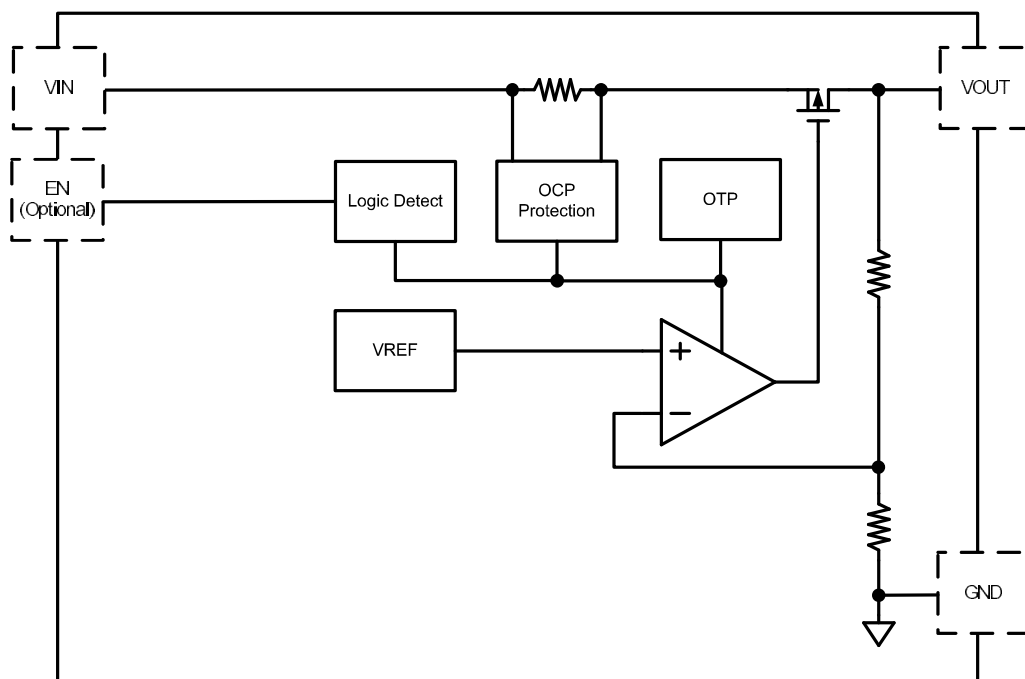 VIN
VOUT
EN
(Optional)
Logic Detect
OCP
Protection
OTP
VREF
+
−
GND